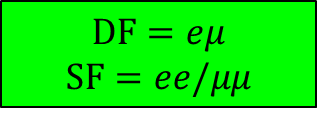 DF = eμ
SF = ee/μμ